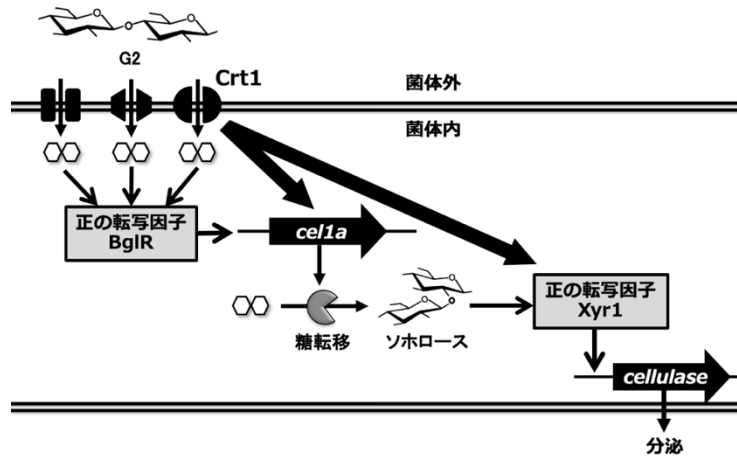 G2
Crt1
菌体外
菌体内
正の転写因子
BglR
cel1a
糖転移
ソホロース
正の転写因子
Xyr1
cellulase
分泌